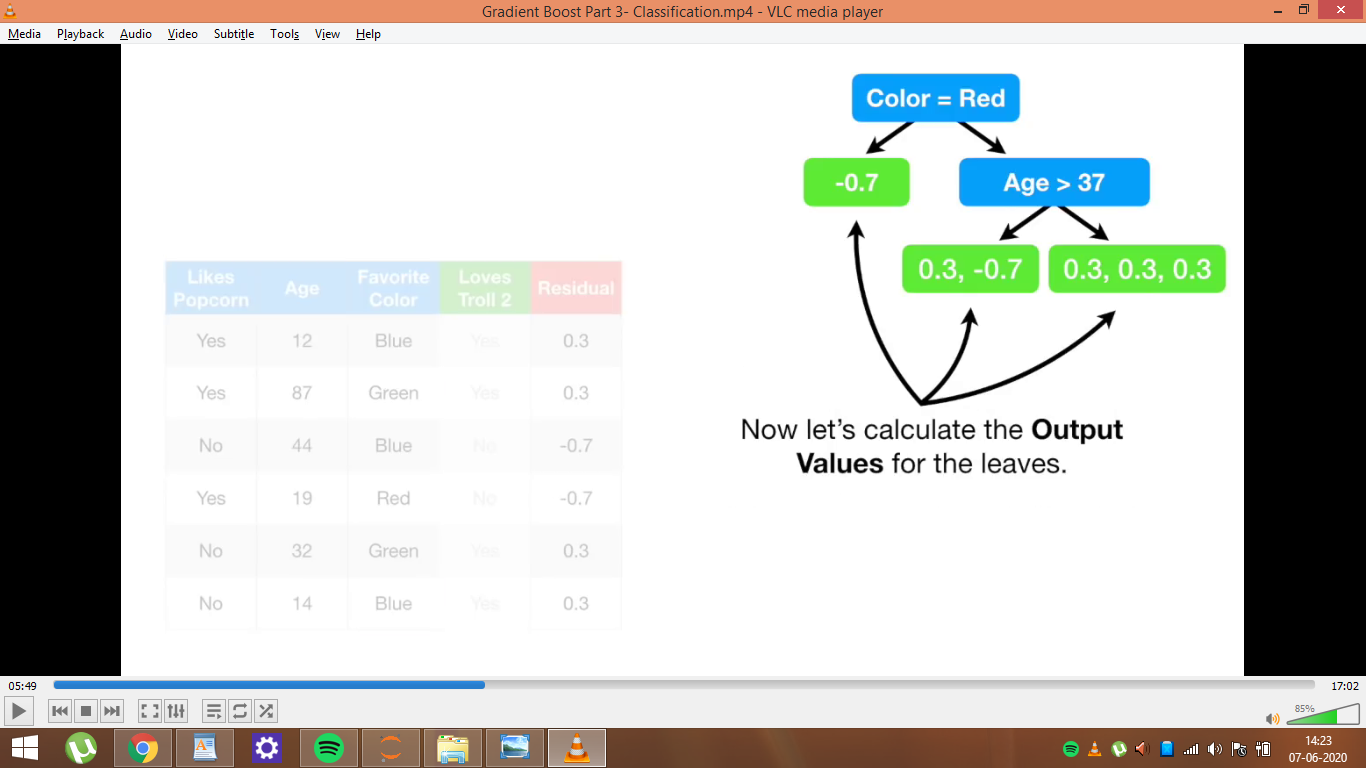 Gradient Boost Part 3- Classification.mp4 - VLC media player
Media Playback Audio Video Subtitle Tools View Help
Color = Red
-0.7 Age > 37
0.3, -0.7 0.3, 0.3, 0.3
Likes Popcorn Age Favorite Color Loves Troll 2 Residual
Yes 12 Blue Yes 0.3
Yes 87 Green Yes 0.3
No 44 Blue No -0.7
Yes 19 Red No -0.7
No 32 Green Yes 0.3
No 14 Blue Yes 0.3
Now let's calculate the Output
Values for the leaves.
05:49 17:02
85%
14:23
07-06-2020